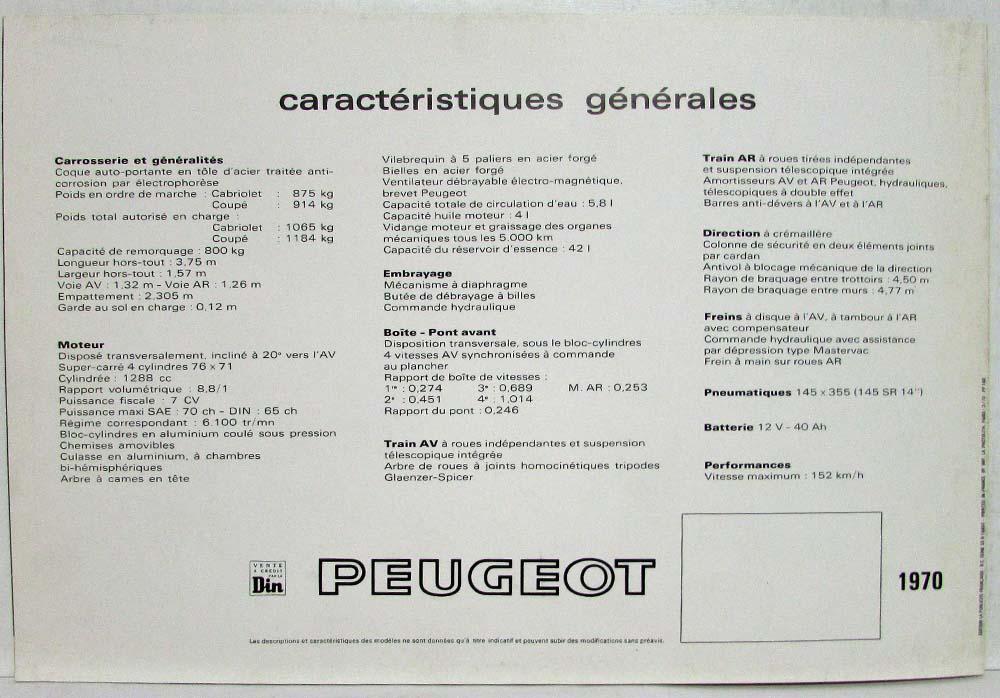 caractéristiques générales
Carrosserie et généralités
Coque auto-portante en tôle d'acier traitée anti-
corrosion par électrophorèse
Poids en ordre de marche : Cabriolet : 875 kg
Coupé : 914 kg
Poids total autorisé en charge :
Cabriolet : 1065 kg
Coupé : 1184 kg
Capacité de remorquage : 800 kg
Longueur hors-tout : 3,75 m
Largeur hors-tout : 1,57 m
Voie AV : 1,32 m - Voie AR : 1,26 m
Empattement : 2,305 m
Garde au sol en charge : 0,12 m
Moteur
Disposé transversalement, incliné à 20° vers l'AV
Super-carré 4 cylindres 76 x 71
Cylindrée : 1288 cc
Rapport volumétrique : 8,8/1
Puissance fiscale : 7 CV
Puissance maxi SAE : 70 ch - DIN : 65 ch
Régime correspondant : 6.100 tr/mn
Bloc-cylindres en aluminium coulé sous pression
Chemises amovibles
Culasse en aluminium, à chambres
bi-hémisphériques
Arbre à cames en tête
Vilebrequin à 5 paliers en acier forgé
Bielles en acier forgé
Ventilateur débrayable électro-magnétique,
brevet Peugeot
Capacité totale de circulation d'eau : 5,8 l
Capacité huile moteur : 4 l
Vidange moteur et graissage des organes
mécaniques tous les 5.000 km
Capacité du réservoir d'essence : 42 l
Embrayage
Mécanisme à diaphragme
Butée de débrayage à billes
Commande hydraulique
Boîte - Pont avant
Disposition transversale, sous le bloc-cylindres
4 vitesses AV synchronisées à commande
au plancher
Rapport de boîte de vitesses :
1re : 0,274 3e : 0,689 M. AR : 0,253
2e : 0.451 4e : 1,014
Rapport du pont : 0,246
Train AV à roues indépendantes et suspension
télescopique intégrée
Arbre de roues à joints homocinétiques tripodes
Glaenzer-Spicer
Train AR à roues tirées indépendantes
et suspension télescopique intégrée
Amortisseurs AV et AR Peugeot, hydrauliques,
télescopiques à double effet
Barres anti-dévers à l'AV et à l'AR
Direction à crémaillère
Colonne de sécurité en deux éléments joints
par cardan
Antivol à blocage mécanique de la direction
Rayon de braquage entre trottoirs : 4,50 m
Rayon de braquage entre murs : 4,77 m
Freins à disque à l'AV, à tambour à l'AR
avec compensateur
Commande hydraulique avec assistance
par dépression type Mastervac
Frein à main sur roues AR
Pneumatiques 145 x 355 (145 SR 14")
Batterie 12 V - 40 Ah
Performances
Vitesse maximum : 152 km/h
VENTE
A CRÉDIT
PAR LA
Din
PEUGEOT
1970
Les descriptions et caractéristiques des modèles ne sont données qu'à titre indicatif et peuvent subir des modifications sans préavis.